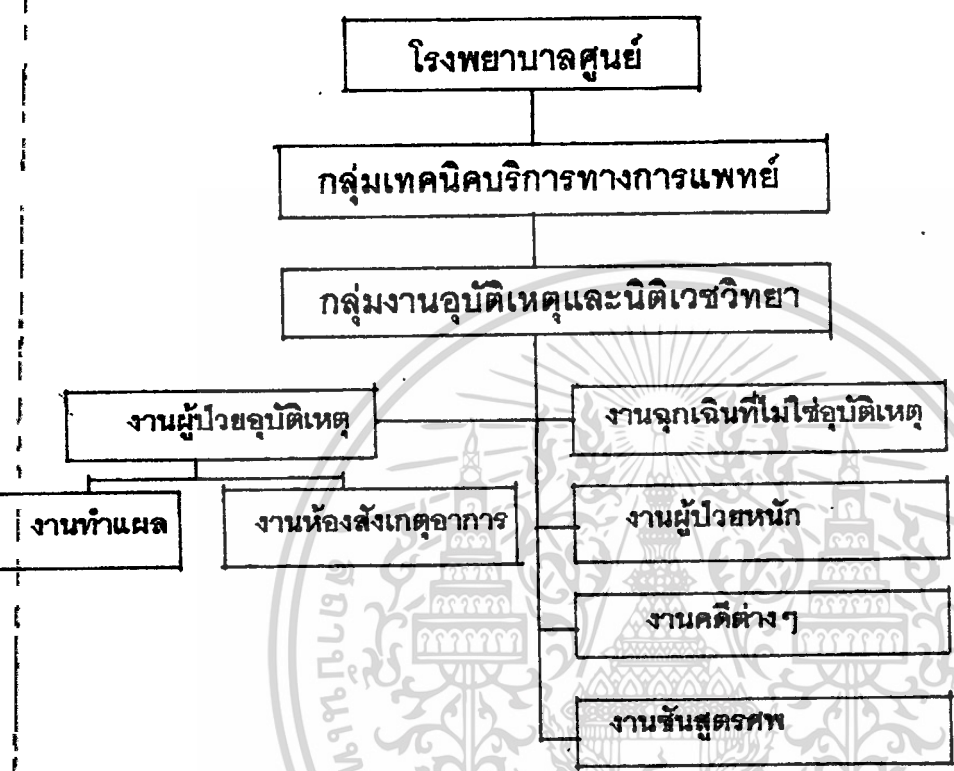 โรงพยาบาลศูนย์
กลุ่มเทคนิคบริการทางการแพทย์
กลุ่มงานอุบัติเหตุและนิติเวชวิทยา
งานผู้ป่วยอุบัติเหตุ
งานฉุกเฉินที่ไม่ใช่อุบัติเหตุ
งานทำแผล
งานห้องสังเกตุอาการ
งานผู้ป่วยหนัก
งานคดีต่างๆ
งานชันสูตรศพ